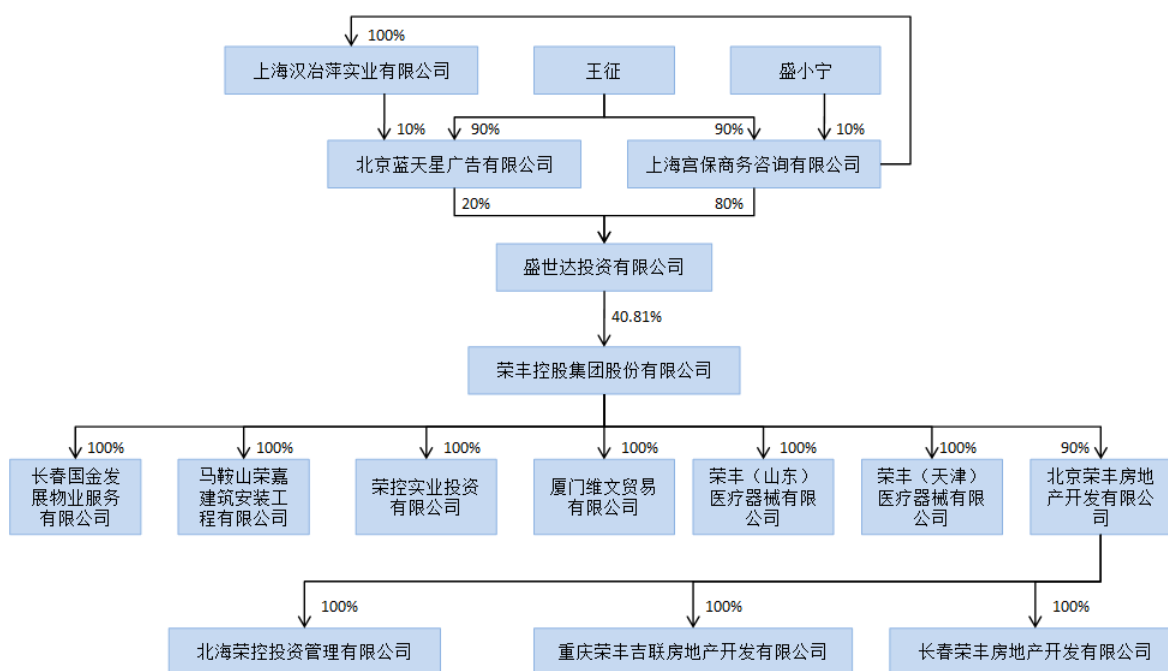 100%
上海汉冶萍实业有限公司
王征
盛小宁
10%
90%
90%
10%
北京蓝天星广告有限公司
上海宫保商务咨询有限公司
20%
80%
盛世达投资有限公司
40.81%
荣丰控股集团股份有限公司
100%
100%
100%
100%
100%
100%
90%
长春国金发
展物业服务
有限公司
马鞍山荣嘉
建筑安装工
程有限公司
荣控实业投资
有限公司
厦门维文贸易
有限公司
荣丰（山东）
医疗器械有限
公司
荣丰（天津）
医疗器械有限
公司
北京荣丰房地
产开发有限公
司
100%
100%
100%
北海荣控投资管理有限公司
重庆荣丰吉联房地产开发有限公司
长春荣丰房地产开发有限公司